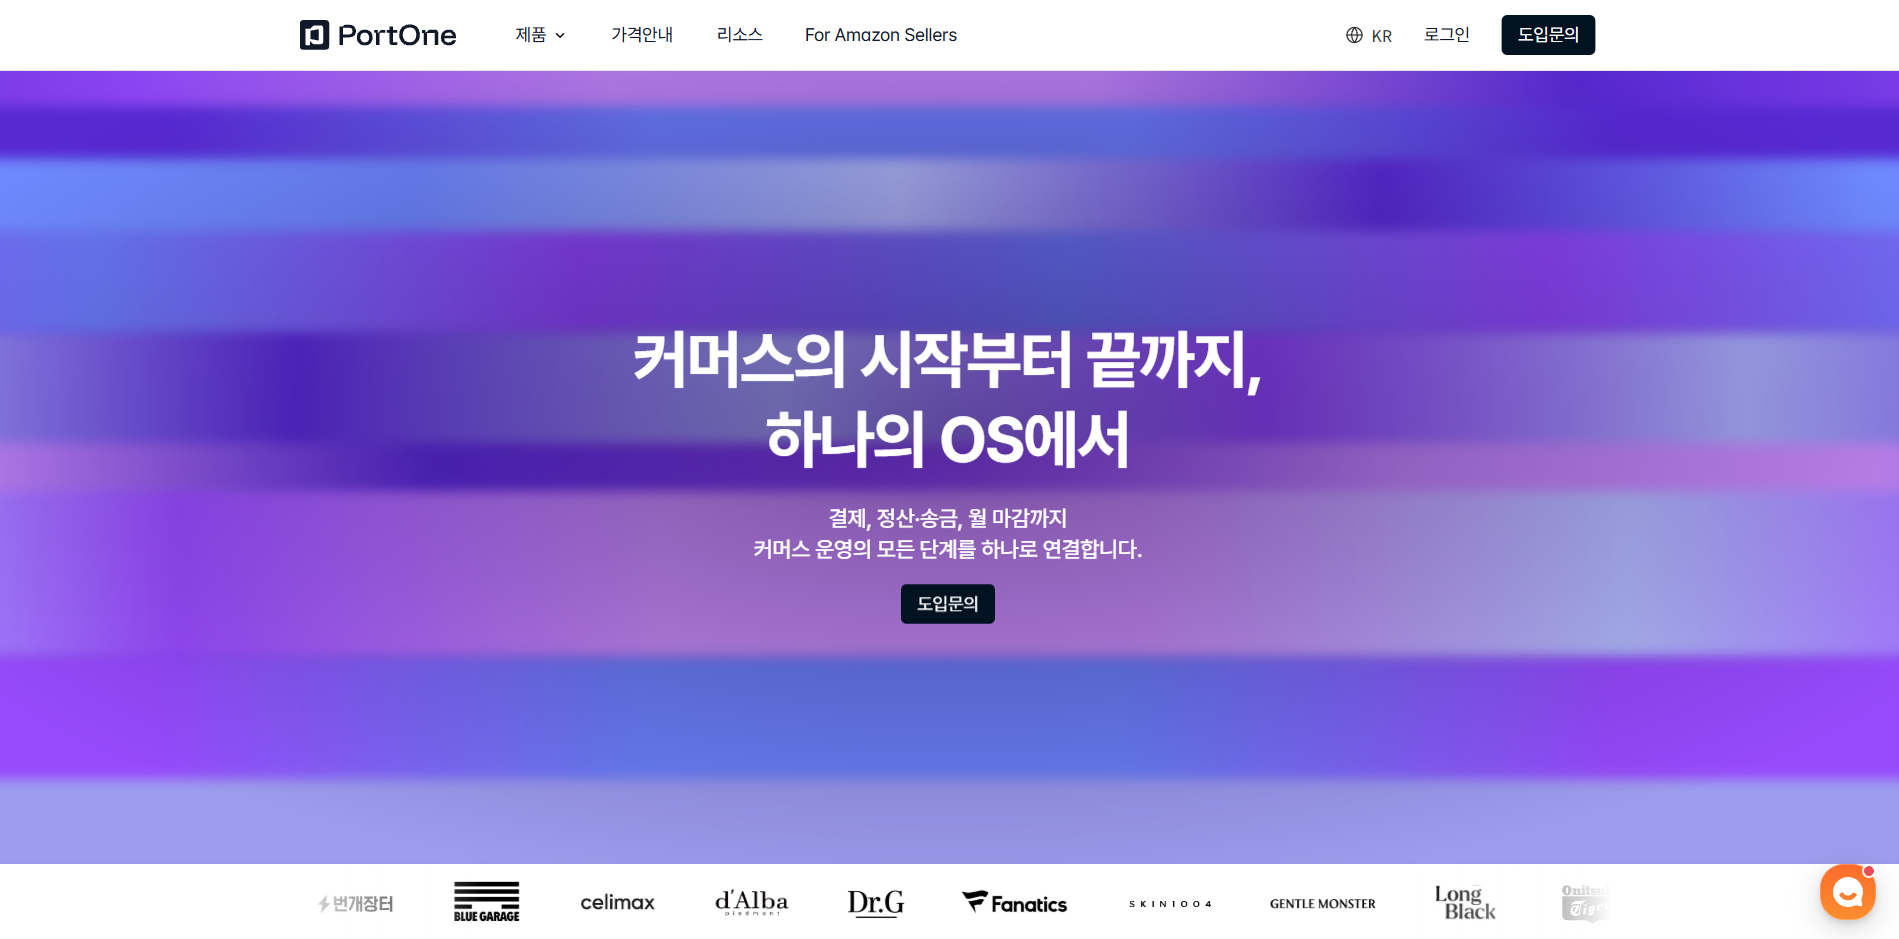 PortOne
제품
가격안내
리소스
For Amazon Sellers
KR
로그인
도입문의
커머스의 시작부터 끝까지,
하나의 OS에서
결제, 정산·송금, 월 마감까지
커머스 운영의 모든 단계를 하나로 연결합니다.
도입문의
번개장터
BLUE GARAGE
celimax
d'Alba
piedmont
Dr.G
Fanatics
SKIN1004
GENTLE MONSTER
Long
Black